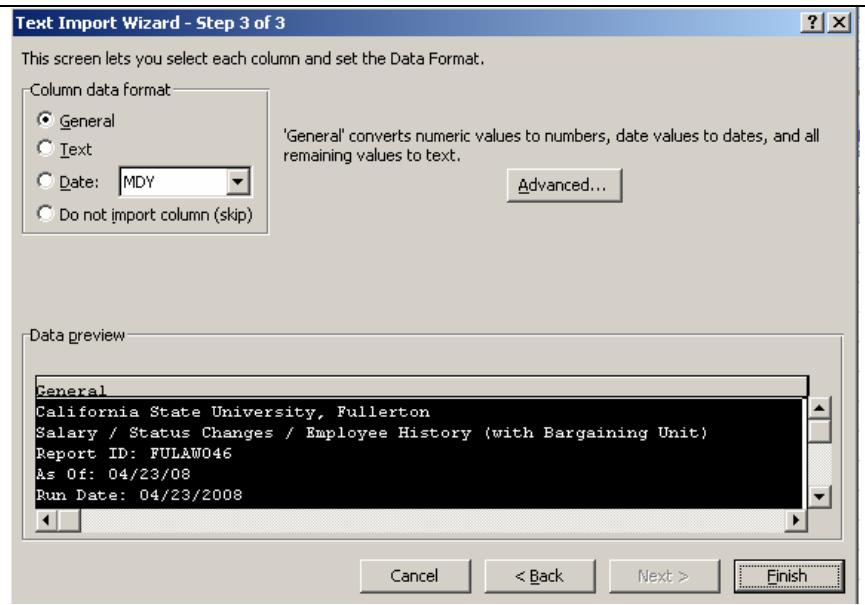 Text Import Wizard - Step 3 of 3
This screen lets you select each column and set the Data Format.
Column data format
General
Text
Date: MDY
Do not import column (skip)
'General' converts numeric values to numbers, date values to dates, and all
remaining values to text.
Advanced...
Data preview
General
California State University, Fullerton
Salary / Status Changes / Employee History (with Bargaining Unit)
Report ID: FULAW046
As Of: 04/23/08
Run Date: 04/23/2008
Cancel
< Back
Next >
Finish